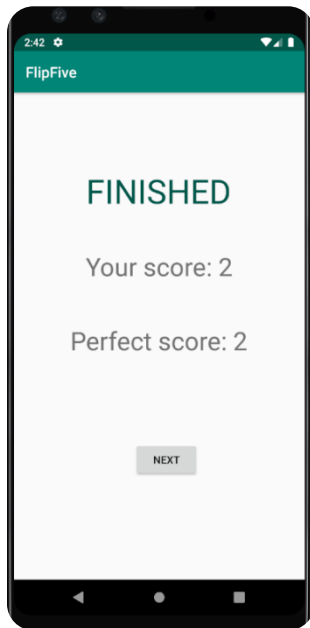 2:42
FlipFive
FINISHED
Your score: 2
Perfect score: 2
NEXT